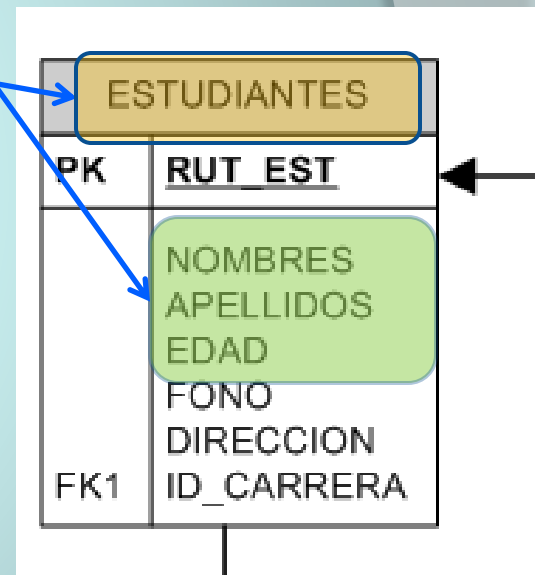 ESTUDIANTES
PK RUT_EST
NOMBRES
APELLIDOS
EDAD
FONO
DIRECCION
FK1 ID_CARRERA